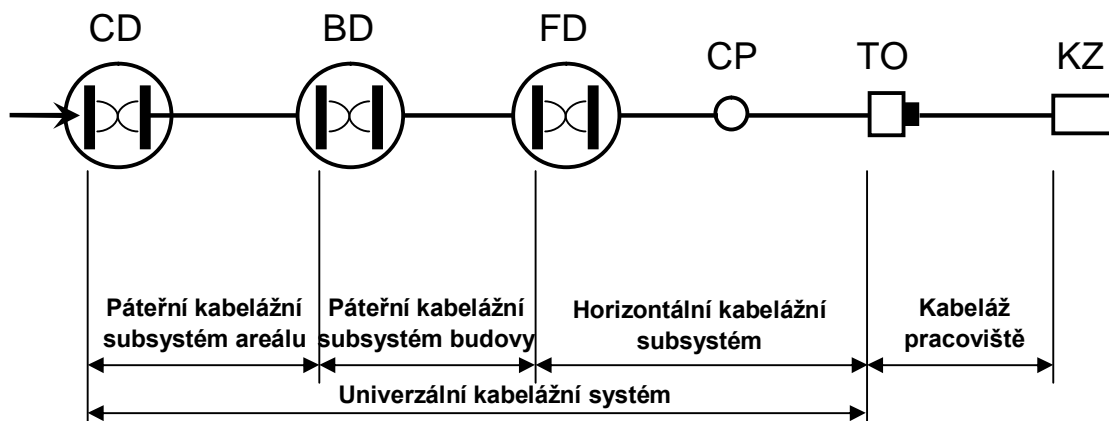 CD
BD
FD
CP
TO
KZ
Páteřní kabelážní
subsystém areálu
Páteřní kabelážní
subsystém budovy
Horizontální kabelážní
subsystém
Kabeláž
pracoviště
Univerzální kabelážní systém